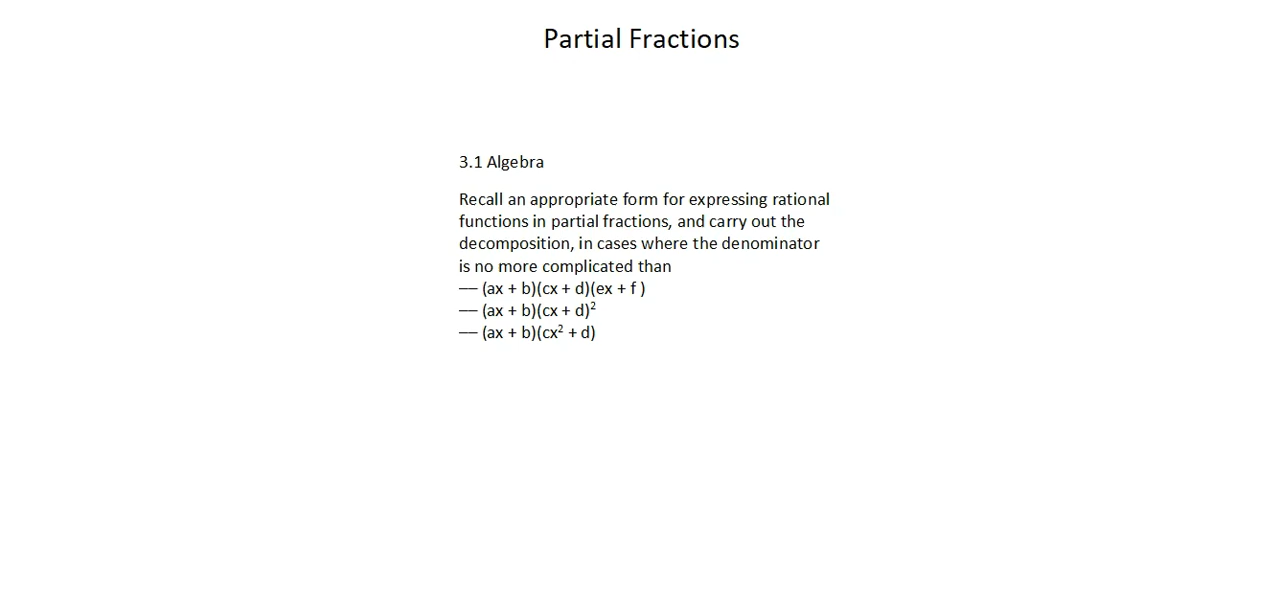 Partial Fractions
3.1 Algebra
Recall an appropriate form for expressing rational
functions in partial fractions, and carry out the
decomposition, in cases where the denominator
is no more complicated than
— (ax + b)(cx + d)(ex + f )
— (ax + b)(cx + d)²
— (ax + b)(cx² + d)